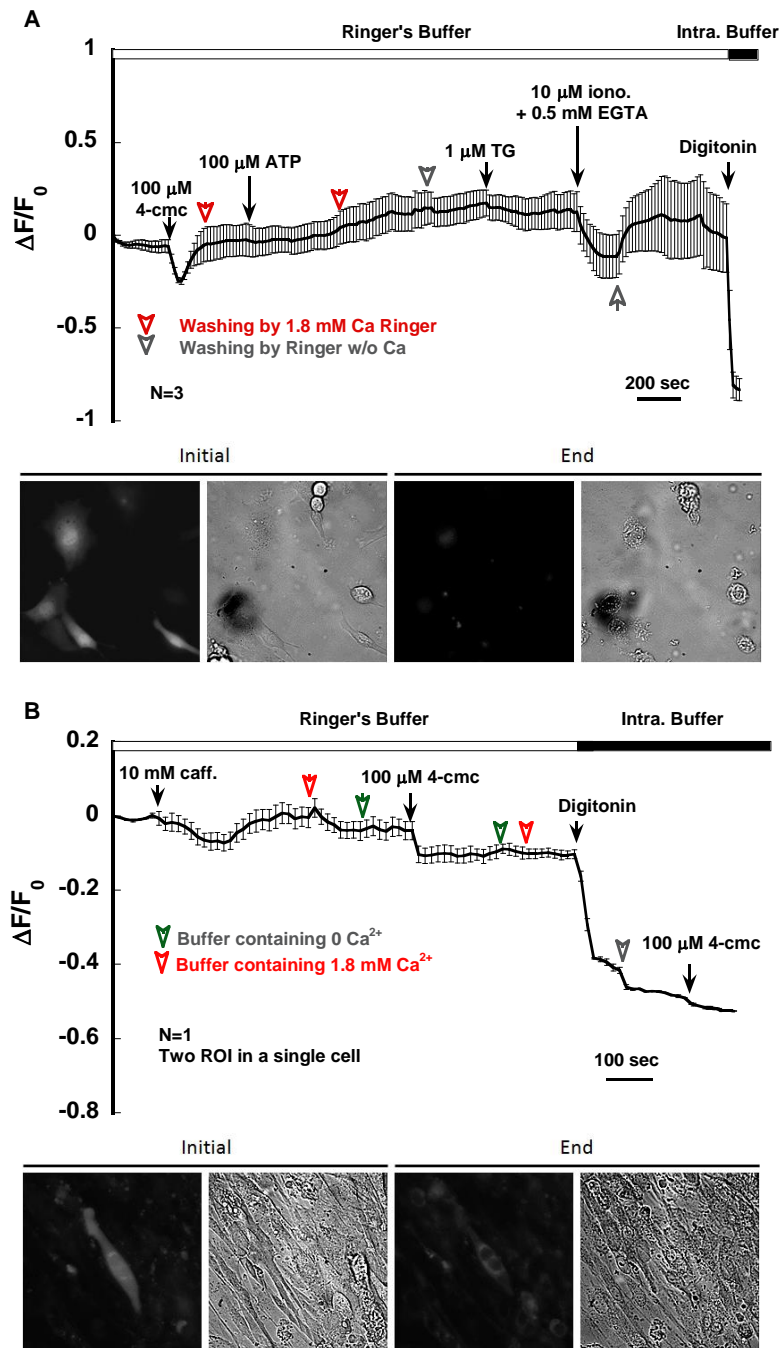 A
Ringer's Buffer
Intra. Buffer
1
0.5
0
-0.5
-1
ΔF/F0
100 μM
4-cmc
100 μM ATP
1 μM TG
10 μM iono.
+ 0.5 mM EGTA
Digitonin
Washing by 1.8 mM Ca Ringer
Washing by Ringer w/o Ca
N=3
200 sec
Initial
End
B
Ringer's Buffer
Intra. Buffer
0.2
0
-0.2
-0.4
-0.6
-0.8
ΔF/F0
10 mM caff.
100 μM 4-cmc
Digitonin
100 μM 4-cmc
Buffer containing 0 Ca2+
Buffer containing 1.8 mM Ca2+
N=1
Two ROI in a single cell
100 sec
Initial
End